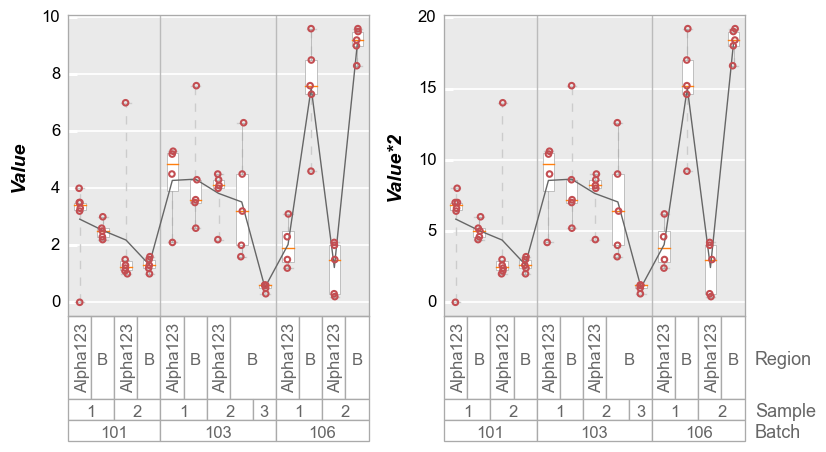 10
8
6
4
2
0
Value
Alpha123 B Alpha123 B Alpha123 B Alpha123 B Alpha123 B Alpha123 B
1 2 1 2 3 1 2
101 103 106
20
15
10
5
0
Value*2
Alpha123 B Alpha123 B Alpha123 B Alpha123 B Alpha123 B Alpha123 B Region
1 2 1 2 3 1 2 Sample
101 103 106 Batch